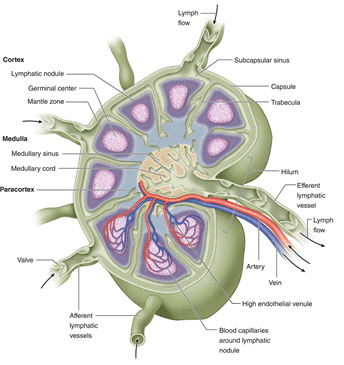 Lymph
flow
Cortex
Subcapsular sinus
Lymphatic nodule
Germinal center
Capsule
Mantle zone
Trabecula
Medulla
Medullary sinus
Medullary cord
Hilum
Paracortex
Efferent
lymphatic
vessel
Lymph
flow
Valve
Artery
Vein
High endothelial venule
Afferent
lymphatic
vessels
Blood capillaries
around lymphatic
nodule